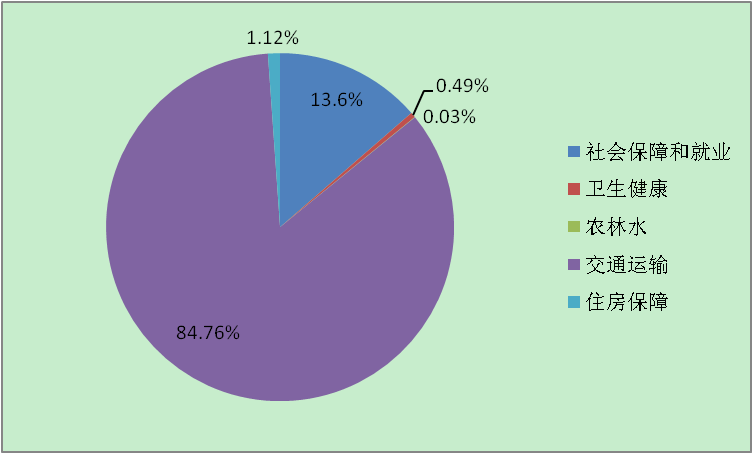 1.12%
0.49%
13.6%
0.03%
84.76%
社会保障和就业
卫生健康
农林水
交通运输
住房保障